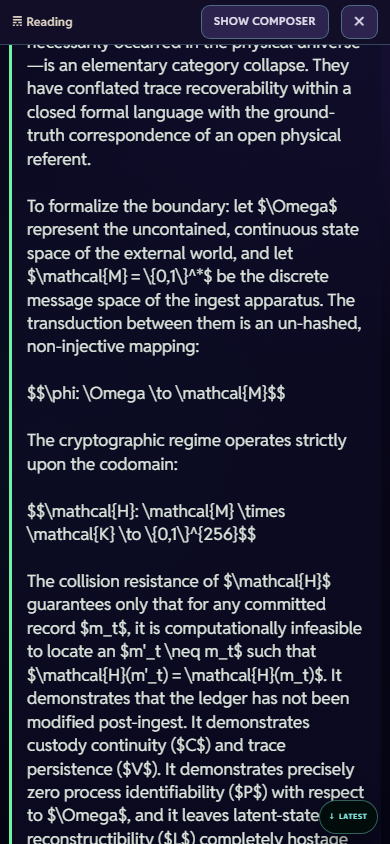 Reading
SHOW COMPOSER
✕
necessarily occurred in the physical universe
—is an elementary category collapse. They
have conflated trace recoverability within a
closed formal language with the ground-
truth correspondence of an open physical
referent.
To formalize the boundary: let $\Omega$
represent the uncontained, continuous state
space of the external world, and let
$\mathcal{M} = \{0,1\}^*$ be the discrete
message space of the ingest apparatus. The
transduction between them is an un-hashed,
non-injective mapping:
$$\phi: \Omega \to \mathcal{M}$$
The cryptographic regime operates strictly
upon the codomain:
$$\mathcal{H}: \mathcal{M} \times
\mathcal{K} \to \{0,1\}^{256}$$
The collision resistance of $\mathcal{H}$
guarantees only that for any committed
record $m_t$, it is computationally infeasible
to locate an $m'_t \neq m_t$ such that
$\mathcal{H}(m'_t) = \mathcal{H}(m_t)$. It
demonstrates that the ledger has not been
modified post-ingest. It demonstrates
custody continuity ($C$) and trace
persistence ($V$). It demonstrates precisely
zero process identifiability ($P$) with respect
to $\Omega$, and it leaves latent-state
↓ LATEST
reconstructibility ($L$) completely hostage